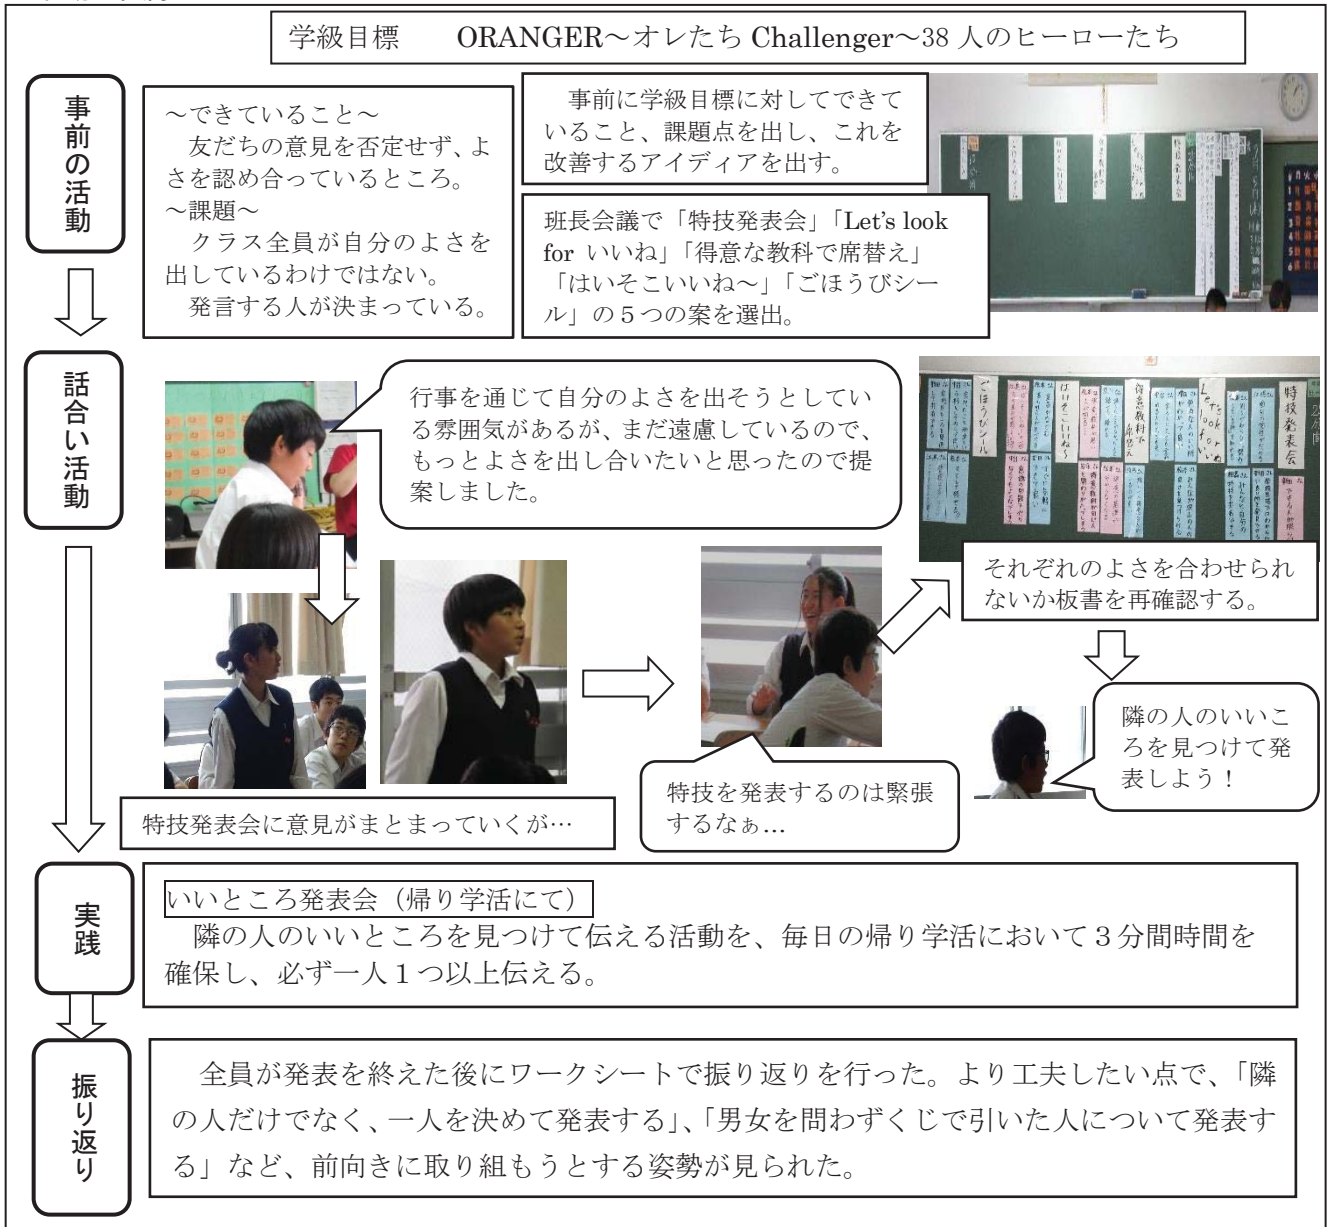 学級目標 ORANGER～オレたち Challenger～38 人のヒーローたち
事前の活動
～できていること～
友だちの意見を否定せず、よ
さを認め合っているところ。
～課題～
クラス全員が自分のよさを
出しているわけではない。
発言する人が決まっている。
事前に学級目標に対してできて
いること、課題点を出し、これを
改善するアイディアを出す。
班長会議で「特技発表会」「Let's look
for いいね」「得意な教科で席替え」
「はいそこいいね～」「ごほうびシー
ル」の５つの案を選出。
話合い活動
行事を通じて自分のよさを出そうとしてい
る雰囲気があるが、まだ遠慮しているので、
もっとよさを出し合いたいと思ったので提
案しました。
特技発表会
Let's look for いいね
得意教科で席替え
はいそこいいね～
ごほうびシール
それぞれのよさを合わせられ
ないか板書を再確認する。
隣の人のいいこ
ろを見つけて発
表しよう！
特技を発表するのは緊張
するなぁ…
特技発表会に意見がまとまっていくが…
実践
いいところ発表会（帰り学活にて）
隣の人のいいところを見つけて伝える活動を、毎日の帰り学活において３分間時間を
確保し、必ず一人１つ以上伝える。
振り返り
全員が発表を終えた後にワークシートで振り返りを行った。より工夫したい点で、「隣
の人だけでなく、一人を決めて発表する」、「男女を問わずくじで引いた人について発表す
る」など、前向きに取り組もうとする姿勢が見られた。